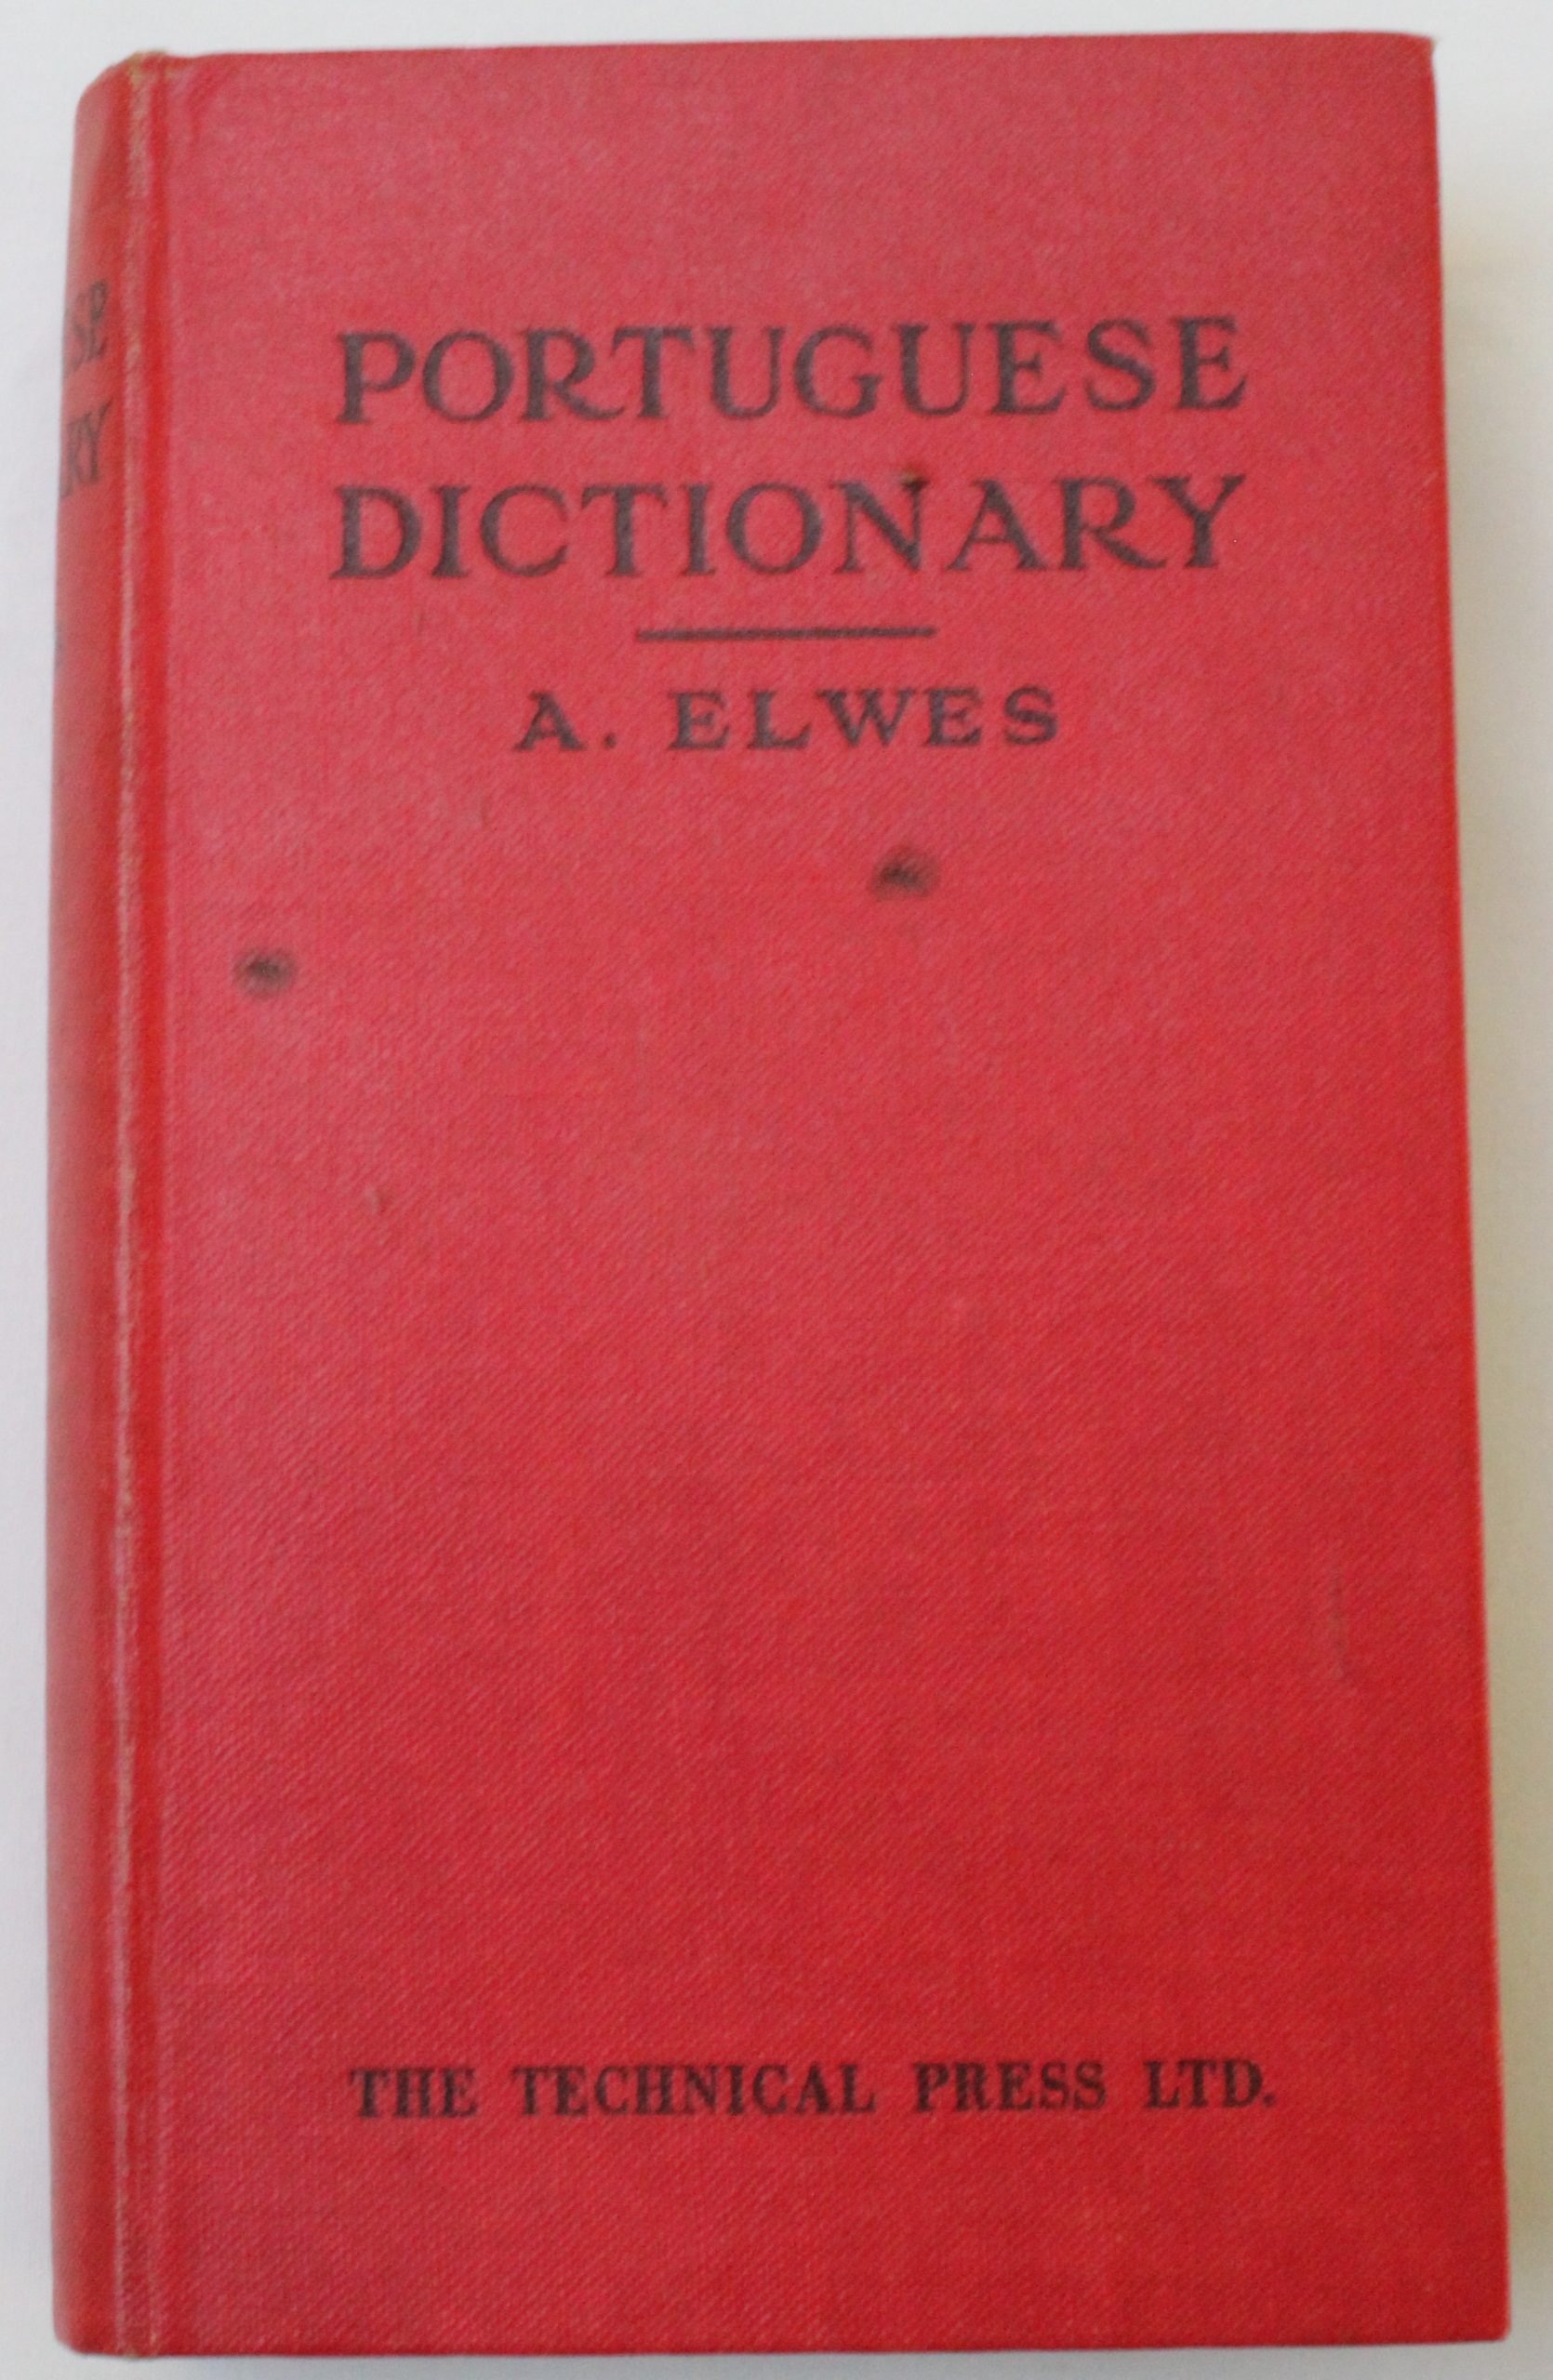 PORTUGUESE
DICTIONARY
A. ELWES
THE TECHNICAL PRESS LTD.